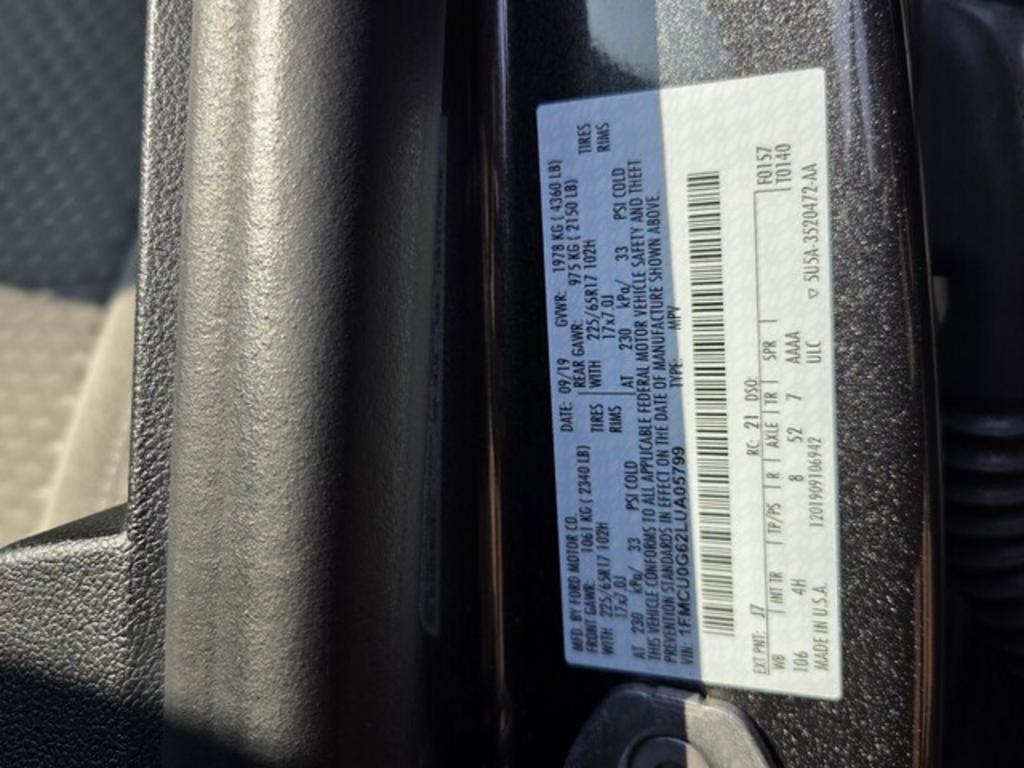 MFD. BY FORD MOTOR CO. DATE: 09/19 GVWR: 1978 KG ( 4360 LB)
FRONT GAWR: 1061 KG ( 2340 LB) REAR GAWR: 975 KG ( 2150 LB)
WITH 225/65R17 102H TIRES WITH 225/65R17 102H TIRES
17x7.0J RIMS 17x7.0J RIMS
AT 230 kPa/ 33 PSI COLD AT 230 kPa/ 33 PSI COLD
THIS VEHICLE CONFORMS TO ALL APPLICABLE FEDERAL MOTOR VEHICLE SAFETY AND THEFT
PREVENTION STANDARDS IN EFFECT ON THE DATE OF MANUFACTURE SHOWN ABOVE.
VIN: 1FMCU0G62LUA05799 TYPE: MPV
EXT PNT: J7 RC: 21 DSO: F0157
WB INT TR TP/PS R AXLE TR SPR T0140
106 4H 8 52 7 AAAA
MADE IN U.S.A. 1201909106942 ULC ▽ 5U5A-3520472-AA